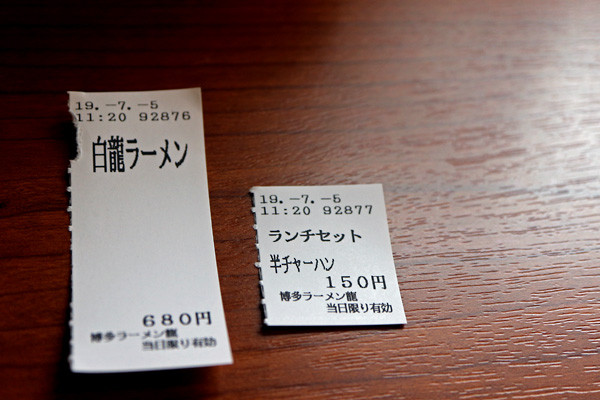 19.-7.-5
11:20 92876
白龍ラーメン
680円
博多ラーメン龍
当日限り有効
19.-7.-5
11:20 92877
ランチセット
半チャーハン
150円
博多ラーメン龍
当日限り有効